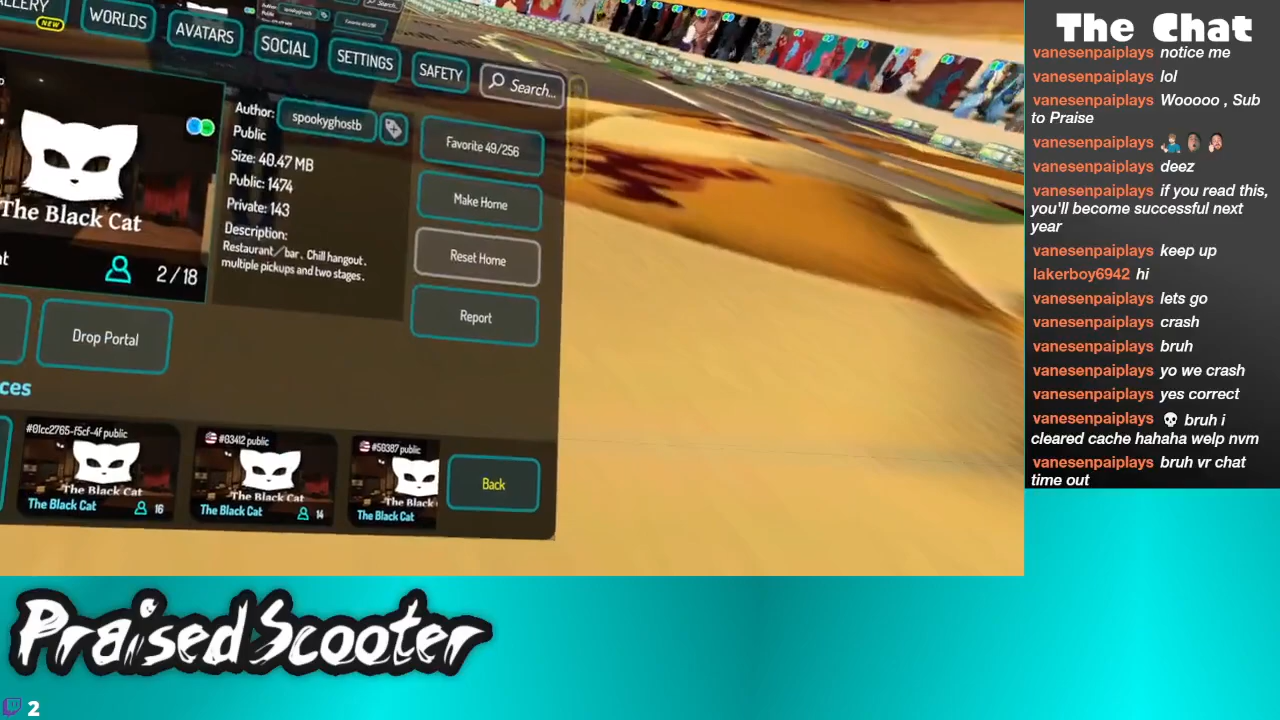 NEW
WORLDS
AVATARS
SOCIAL
SETTINGS
SAFETY
Search...
Author: spookyghostb
Public
Size: 40.47 MB
Public: 1474
Private: 143
Description:
Restaurant/bar. Chill hangout.
multiple pickups and two stages.
The Black Cat
2/18
Favorite 49/256
Make Home
Reset Home
Report
Drop Portal
#01cc2765-f5cf-4f public
The Black Cat
The Black Cat
16
#03412 public
The Black Cat
The Black Cat
14
#50387 public
The Black
The Black Cat
Back
The Chat
vanesenpaiplays notice me
vanesenpaiplays lol
vanesenpaiplays Wooooo , Sub
to Praise
vanesenpaiplays
vanesenpaiplays deez
vanesenpaiplays if you read this,
you'll become successful next
year
vanesenpaiplays keep up
lakerboy6942 hi
vanesenpaiplays lets go
vanesenpaiplays crash
vanesenpaiplays bruh
vanesenpaiplays yo we crash
vanesenpaiplays yes correct
vanesenpaiplays 💀 bruh i
cleared cache hahaha welp nvm
vanesenpaiplays bruh vr chat
time out
PraisedScooter
2